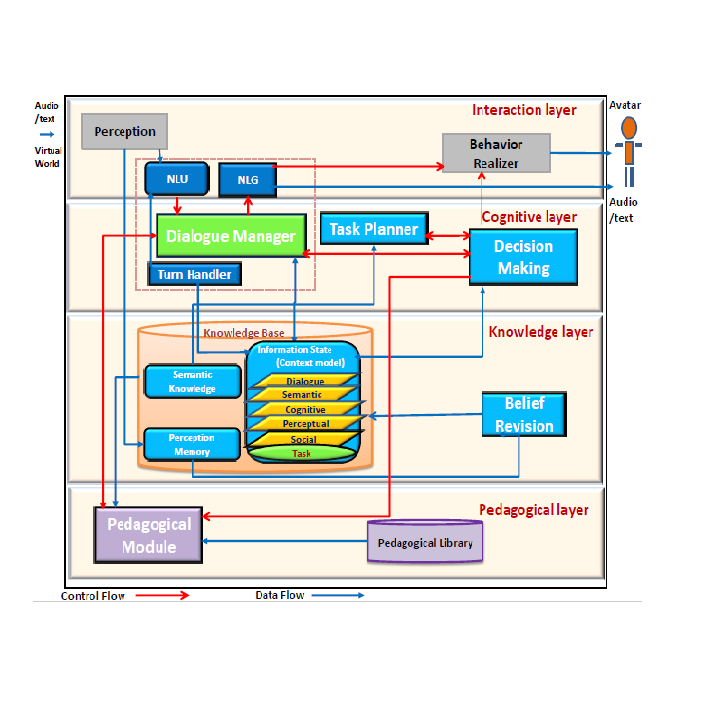 Audio
/text
Virtual
World
Interaction layer
Avatar
Perception
Behavior
Realizer
NLU
NLG
Audio
/text
Cognitive layer
Dialogue Manager
Task Planner
Decision
Making
Turn Handler
Knowledge layer
Knowledge Base
Information State
(Context model)
Semantic
Knowledge
Dialogue
Semantic
Cognitive
Perceptual
Social
Task
Belief
Revision
Perception
Memory
Pedagogical layer
Pedagogical
Module
Pedagogical Library
Control Flow
Data Flow